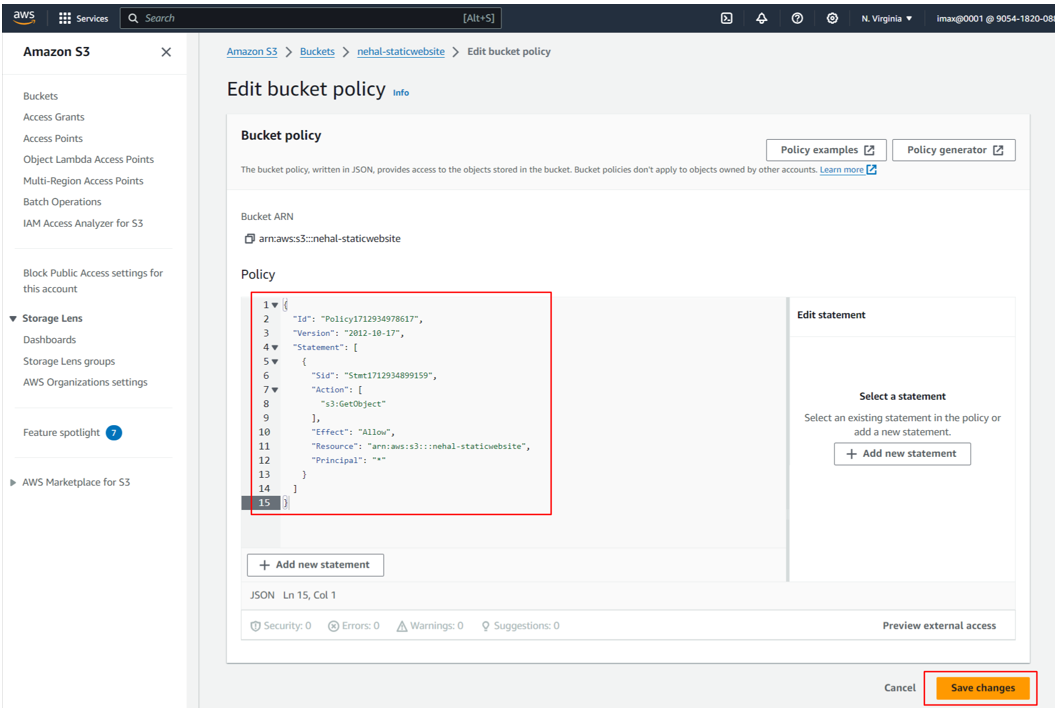 aws Services Search [Alt+S] N. Virginia ▼ imax@0001 @ 9054-1820-08
Amazon S3
Buckets
Access Grants
Access Points
Object Lambda Access Points
Multi-Region Access Points
Batch Operations
IAM Access Analyzer for S3
Block Public Access settings for
this account
Storage Lens
Dashboards
Storage Lens groups
AWS Organizations settings
Feature spotlight 7
AWS Marketplace for S3
Amazon S3 > Buckets > nehal-staticwebsite > Edit bucket policy
Edit bucket policy Info
Bucket policy
Policy examples
Policy generator
The bucket policy, written in JSON, provides access to the objects stored in the bucket. Bucket policies don't apply to objects owned by other accounts. Learn more
Bucket ARN
arn:aws:s3:::nehal-staticwebsite
Policy
1 {
2 "Id": "Policy1712934978617",
3 "Version": "2012-10-17",
4 "Statement": [
5 {
6 "Sid": "Stmt1712934899159",
7 "Action": [
8 "s3:GetObject"
9 ],
10 "Effect": "Allow",
11 "Resource": "arn:aws:s3:::nehal-staticwebsite",
12 "Principal": "*"
13 }
14 ]
15 }
+ Add new statement
JSON Ln 15, Col 1
Security: 0 Errors: 0 Warnings: 0 Suggestions: 0
Preview external access
Edit statement
Select a statement
Select an existing statement in the policy or
add a new statement.
+ Add new statement
Cancel
Save changes